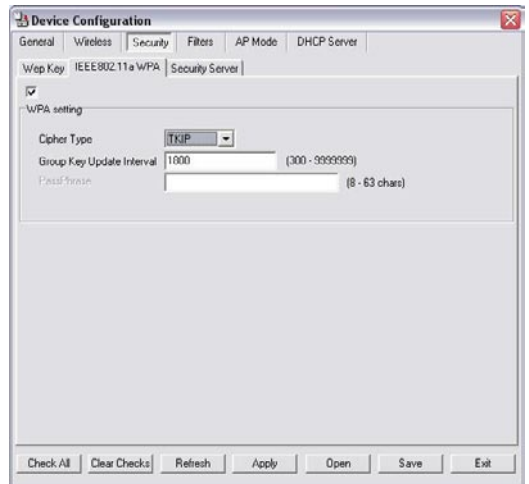 Device Configuration
General Wireless Security Filters AP Mode DHCP Server
Wep Key IEEE802.11a WPA Security Server
WPA setting
Cipher Type TKIP
Group Key Update Interval 1800 (300 - 9999999)
PassPhrase (8 - 63 chars)
Check All Clear Checks Refresh Apply Open Save Exit